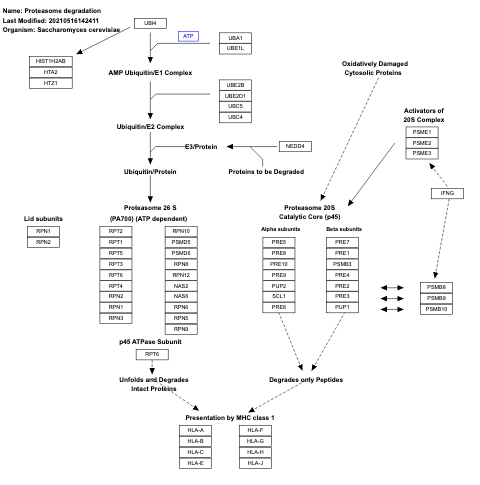 Name: Proteasome degradation
Last Modified: 20210516142411
Organism: Saccharomyces cerevisiae
UBI4
ATP
UBA1
UBE1L
HIST1H2AB
HTA2
HTZ1
AMP Ubiquitin/E1 Complex
Oxidatively Damaged
Cytosolic Proteins
UBE2B
UBE2D1
UBC5
UBC4
Activators of
20S Complex
PSME1
PSME2
PSME3
Ubiquitin/E2 Complex
E3/Protein
NEDD4
Ubiquitin/Protein
Proteins to be Degraded
IFNG
Proteasome 26 S
(PA700) (ATP dependent)
Proteasome 20S
Catalytic Core (p45)
Lid subunits
RPN1
RPN2
RPT2
RPT1
RPT5
RPT3
RPT6
RPT4
RPN2
RPN1
RPN3
RPN10
PSMD5
PSMD6
RPN8
RPN12
NAS2
NAS6
RPN6
RPN5
RPN9
Alpha subunits
PRE5
PRE8
PRE10
PRE9
PUP2
SCL1
PRE6
Beta subunits
PRE7
PRE1
PSMB3
PRE4
PRE2
PRE3
PUP1
PSMB8
PSMB9
PSMB10
p45 ATPase Subunit
RPT6
Unfolds and Degrades
Intact Proteins
Degrades only Peptides
Presentation by MHC class 1
HLA-A
HLA-B
HLA-C
HLA-E
HLA-F
HLA-G
HLA-H
HLA-J